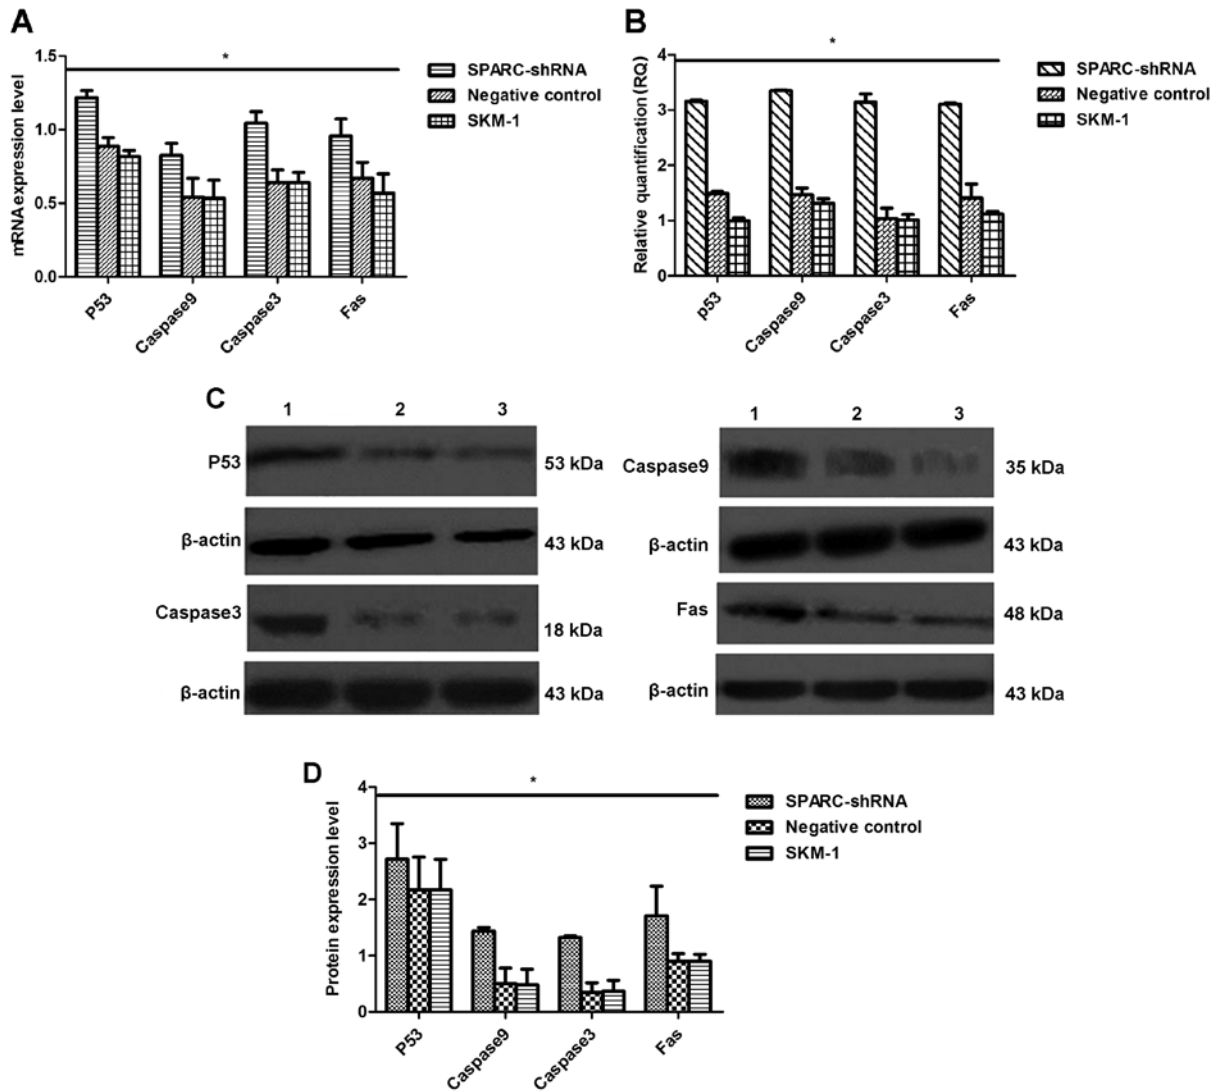 A
*
1.5
1.0
0.5
0.0
mRNA expression level
P53
Caspase9
Caspase3
Fas
SPARC-shRNA
Negative control
SKM-1
B
*
4
3
2
1
0
Relative quantification (RQ)
p53
Caspase9
Caspase3
Fas
SPARC-shRNA
Negative control
SKM-1
C
1 2 3
P53 53 kDa
β-actin 43 kDa
Caspase3 18 kDa
β-actin 43 kDa
1 2 3
Caspase9 35 kDa
β-actin 43 kDa
Fas 48 kDa
β-actin 43 kDa
D
*
4
3
2
1
0
Protein expression level
P53
Caspase9
Caspase3
Fas
SPARC-shRNA
Negative control
SKM-1